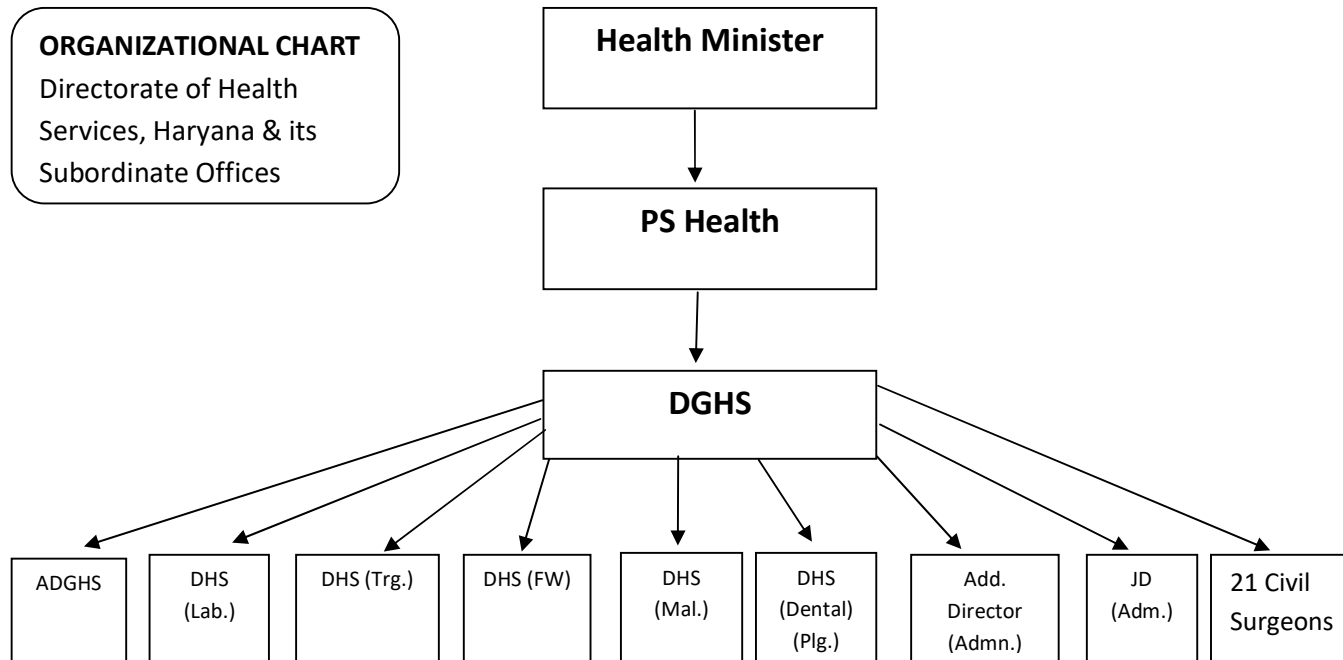 ORGANIZATIONAL CHART
Directorate of Health
Services, Haryana & its
Subordinate Offices
Health Minister
PS Health
DGHS
ADGHS
DHS
(Lab.)
DHS (Trg.)
DHS (FW)
DHS
(Mal.)
DHS
(Dental)
(Plg.)
Add.
Director
(Admn.)
JD
(Adm.)
21 Civil
Surgeons